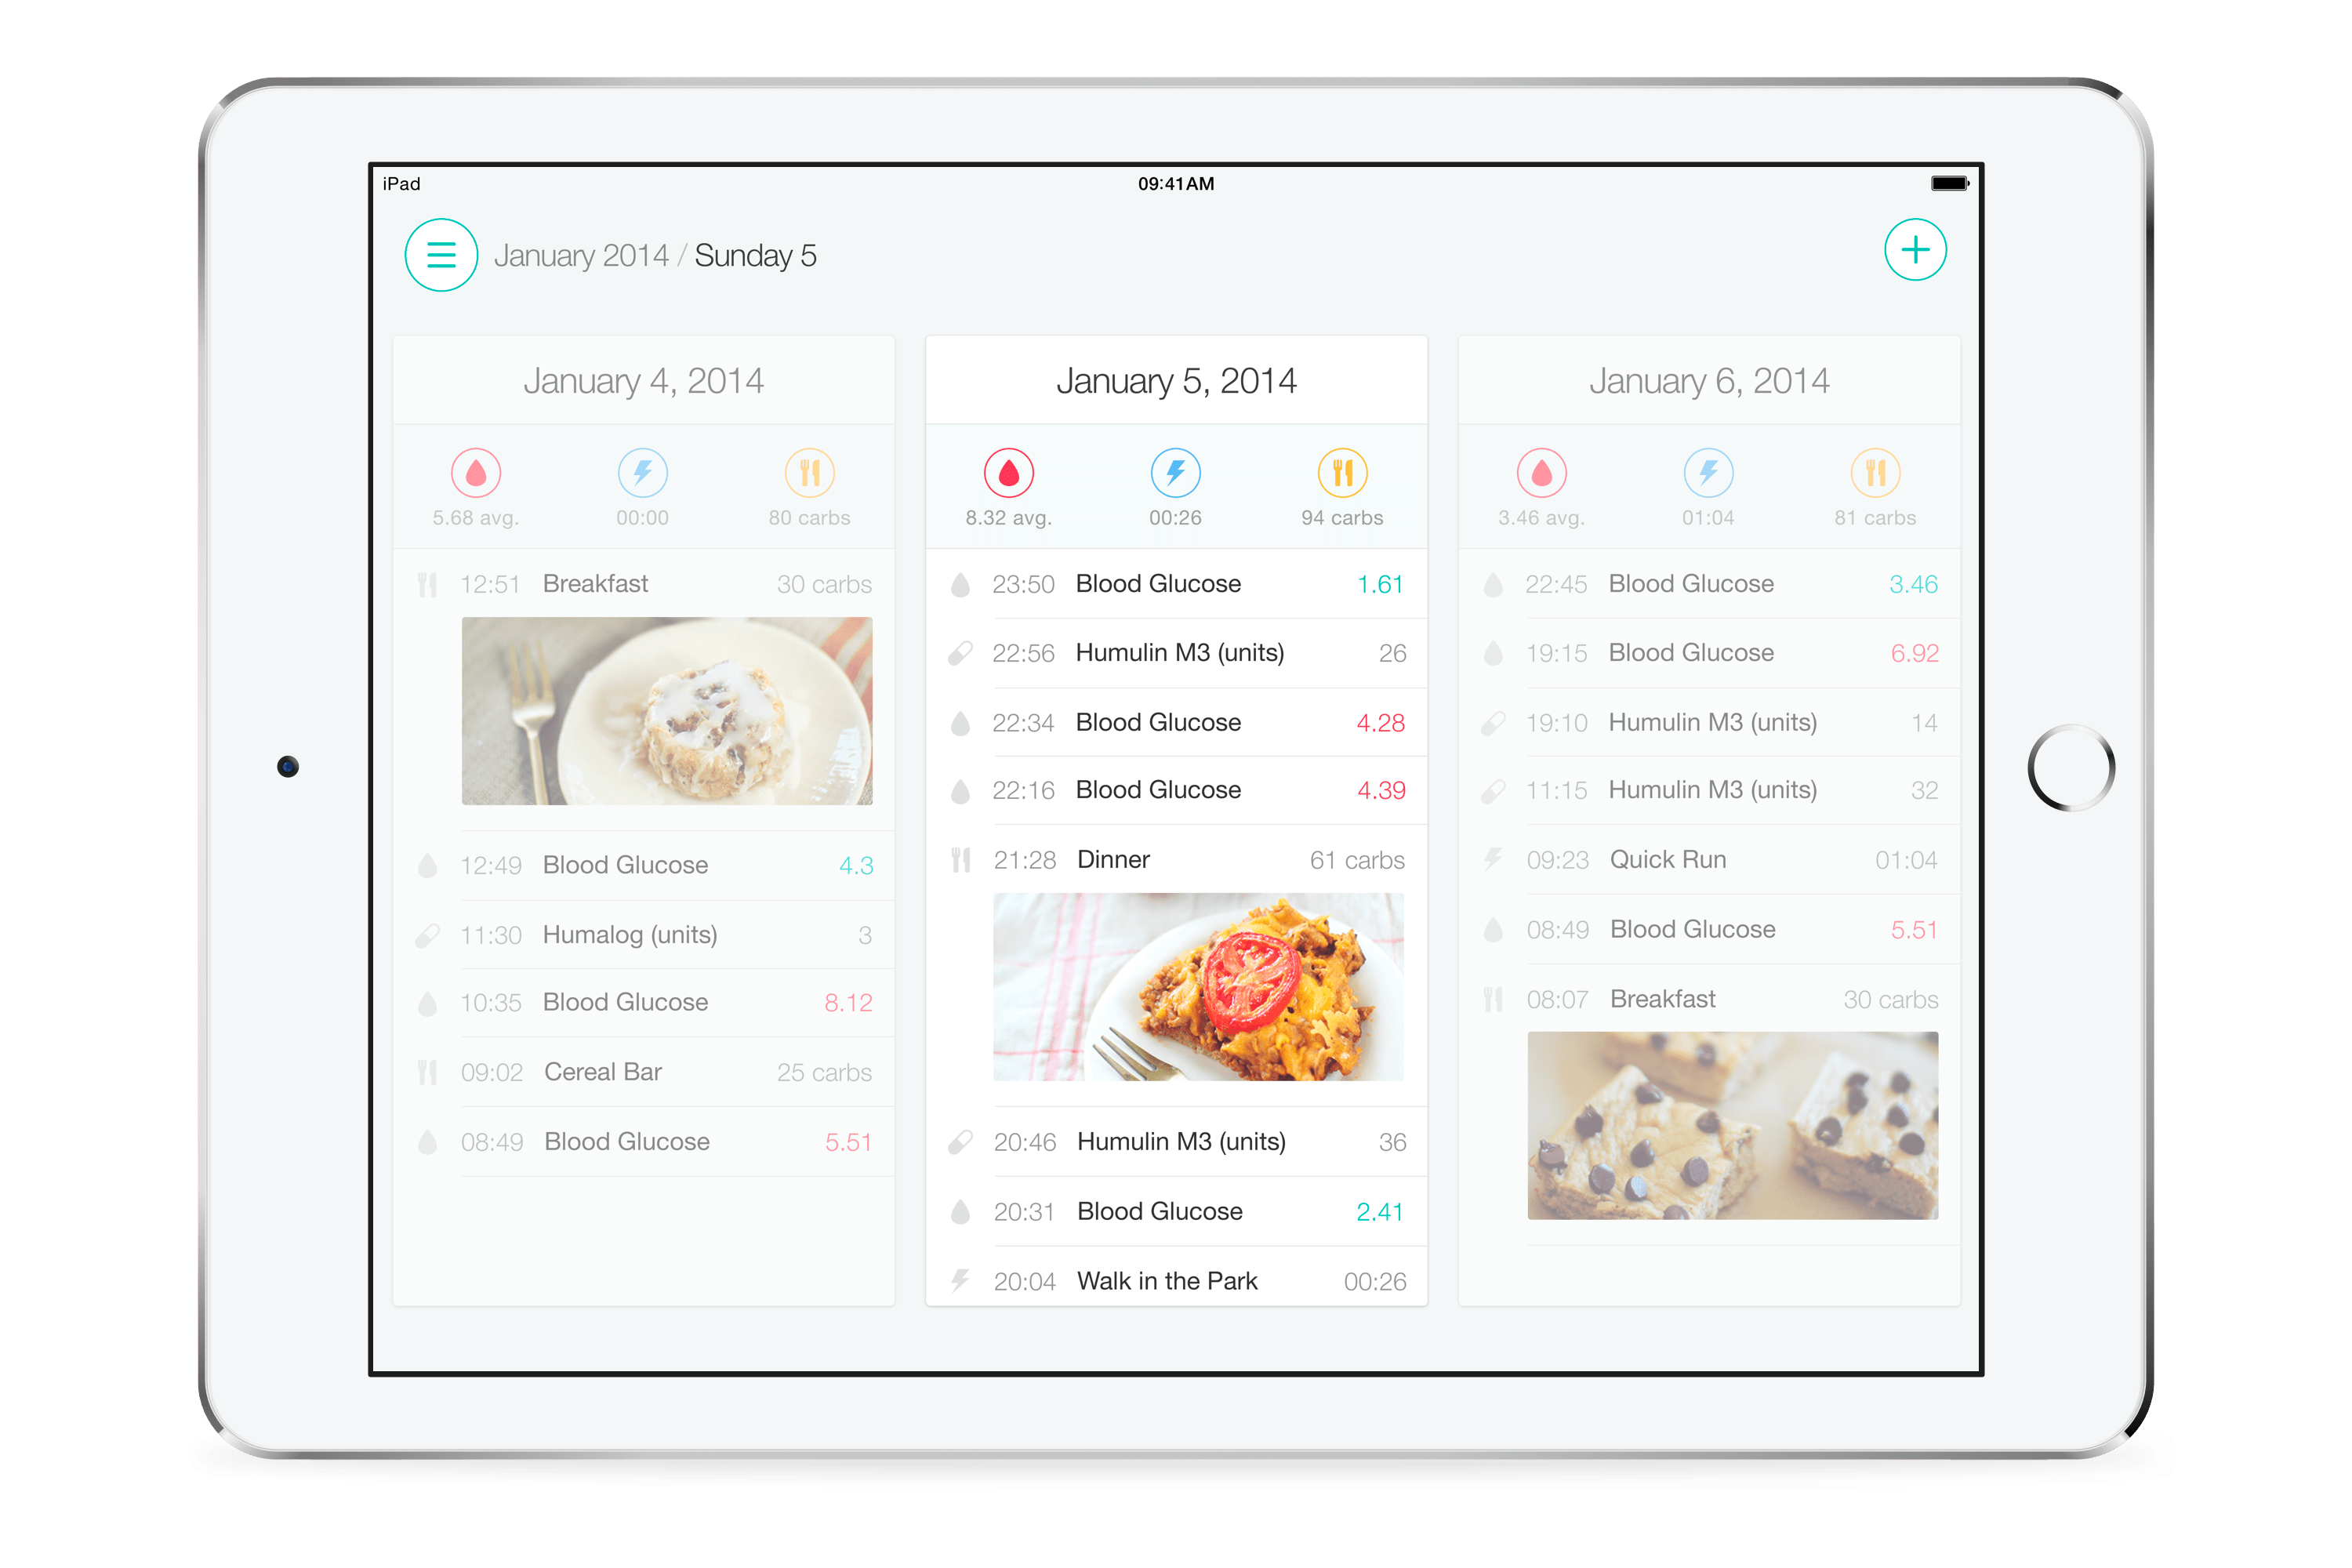 iPad
09:41AM
January 2014 / Sunday 5
January 4, 2014
5.68 avg.
00:00
80 carbs
12:51 Breakfast 30 carbs
12:49 Blood Glucose 4.3
11:30 Humalog (units) 3
10:35 Blood Glucose 8.12
09:02 Cereal Bar 25 carbs
08:49 Blood Glucose 5.51
January 5, 2014
8.32 avg.
00:26
94 carbs
23:50 Blood Glucose 1.61
22:56 Humulin M3 (units) 26
22:34 Blood Glucose 4.28
22:16 Blood Glucose 4.39
21:28 Dinner 61 carbs
20:46 Humulin M3 (units) 36
20:31 Blood Glucose 2.41
20:04 Walk in the Park 00:26
January 6, 2014
3.46 avg.
01:04
81 carbs
22:45 Blood Glucose 3.46
19:15 Blood Glucose 6.92
19:10 Humulin M3 (units) 14
11:15 Humulin M3 (units) 32
09:23 Quick Run 01:04
08:49 Blood Glucose 5.51
08:07 Breakfast 30 carbs